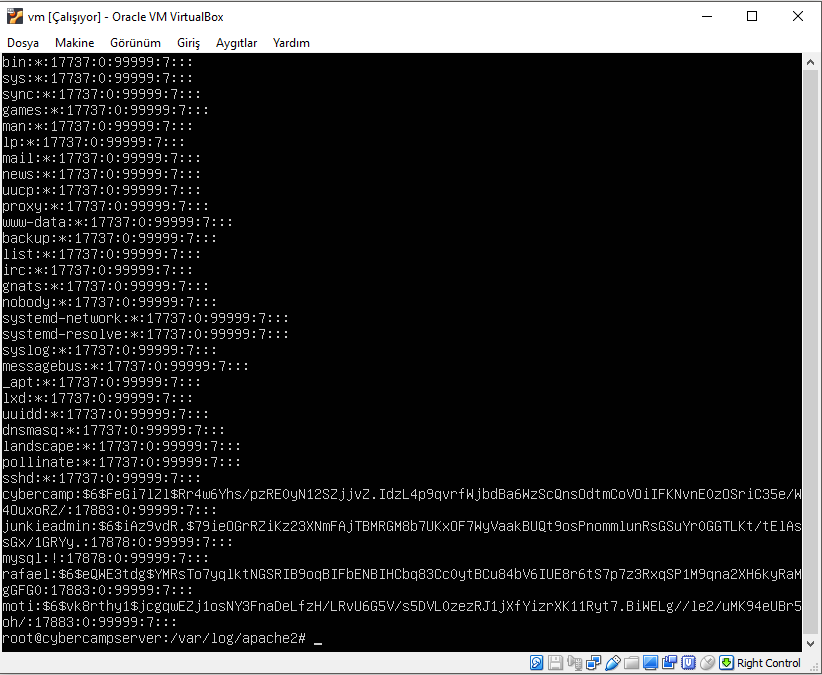 vm [Çalışıyor] - Oracle VM VirtualBox
Dosya Makine Görünüm Giriş Aygıtlar Yardım
bin:*:17737:0:99999:7:::
sys:*:17737:0:99999:7:::
sync:*:17737:0:99999:7:::
games:*:17737:0:99999:7:::
man:*:17737:0:99999:7:::
lp:*:17737:0:99999:7:::
mail:*:17737:0:99999:7:::
news:*:17737:0:99999:7:::
uucp:*:17737:0:99999:7:::
proxy:*:17737:0:99999:7:::
www-data:*:17737:0:99999:7:::
backup:*:17737:0:99999:7:::
list:*:17737:0:99999:7:::
irc:*:17737:0:99999:7:::
gnats:*:17737:0:99999:7:::
nobody:*:17737:0:99999:7:::
systemd-network:*:17737:0:99999:7:::
systemd-resolve:*:17737:0:99999:7:::
syslog:*:17737:0:99999:7:::
messagebus:*:17737:0:99999:7:::
_apt:*:17737:0:99999:7:::
lxd:*:17737:0:99999:7:::
uuidd:*:17737:0:99999:7:::
dnsmasq:*:17737:0:99999:7:::
landscape:*:17737:0:99999:7:::
pollinate:*:17737:0:99999:7:::
sshd:*:17737:0:99999:7:::
cybercamp:$6$FeGi7lZl$Rr4w6Yhs/pzREOyN12SZjjvZ.IdzL4p9qvrfWjbdBa6WzScQnsOdtmCoVOiIFKNvnE0zOSriC35e/W
4OuxoRZ/:17883:0:99999:7:::
junkieadmin:$6$iAz9vdR.$79ieOGrRZiKz23XNmFAjTBMRGM8b7UKxOF7WyVaakBUQt9osPnommlunRsGSuYrOGGTLKt/tElAs
sGx/1GRYy.:17878:0:99999:7:::
mysql:!:17878:0:99999:7:::
rafael:$6$eQWE3tdg$YMRsTo7yqlktNGSRIB9oqBIFbENBIHCbq83CcOytBCu84bV6IUE8r6tS7p7z3RxqSP1M9qna2XH6kyRaM
gGFG0:17883:0:99999:7:::
moti:$6$vk8rthy1$jcgqwEZj1osNY3FnaDeLfzH/LRvU6G5V/s5DVLOzezRJ1jXfYizrXK11Ryt7.BiWELg//le2/uMK94eUBr5
oh/:17883:0:99999:7:::
root@cybercampserver:/var/log/apache2# _
Right Control